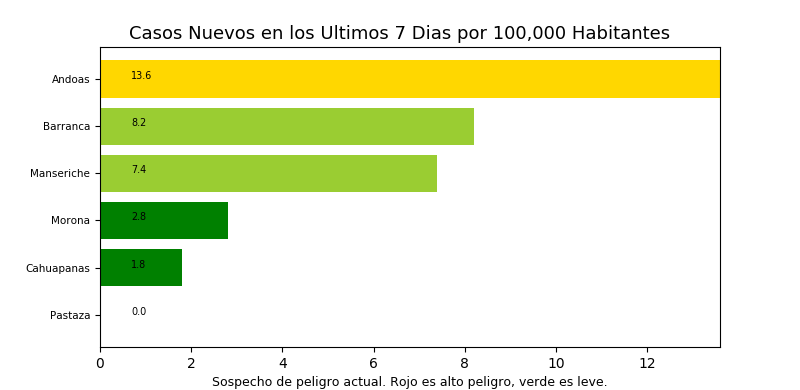 Casos Nuevos en los Ultimos 7 Dias por 100,000 Habitantes
Andoas 13.6
Barranca 8.2
Manseriche 7.4
Morona 2.8
Cahuapanas 1.8
Pastaza 0.0
0 2 4 6 8 10 12
Sospecho de peligro actual. Rojo es alto peligro, verde es leve.